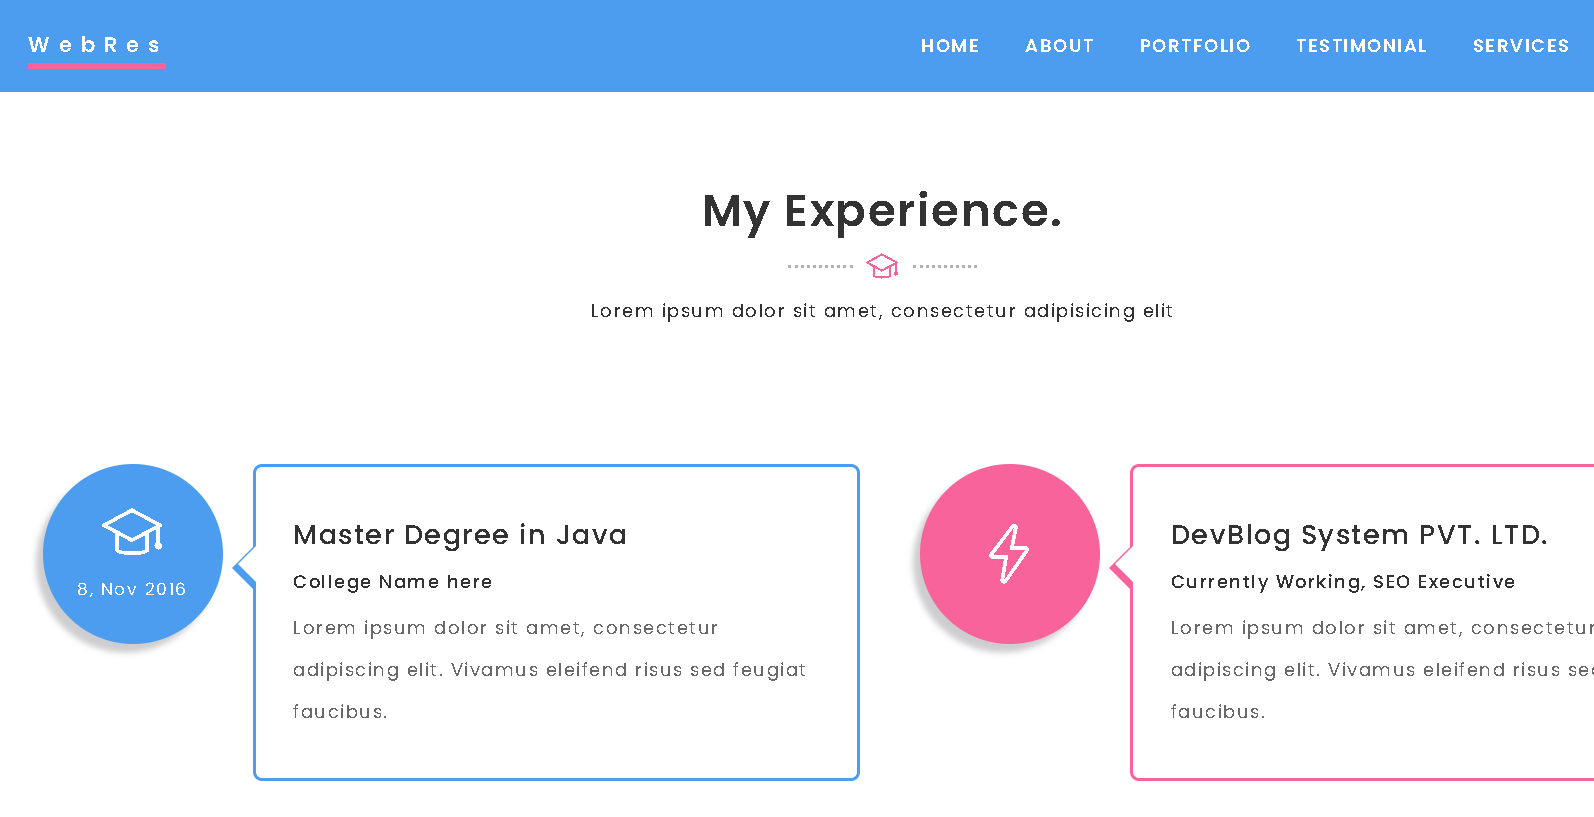 WebRes
HOME ABOUT PORTFOLIO TESTIMONIAL SERVICES
My Experience.
Lorem ipsum dolor sit amet, consectetur adipisicing elit
8, Nov 2016
Master Degree in Java
College Name here
Lorem ipsum dolor sit amet, consectetur
adipiscing elit. Vivamus eleifend risus sed feugiat
faucibus.
DevBlog System PVT. LTD.
Currently Working, SEO Executive
Lorem ipsum dolor sit amet, consectetur
adipiscing elit. Vivamus eleifend risus
faucibus.